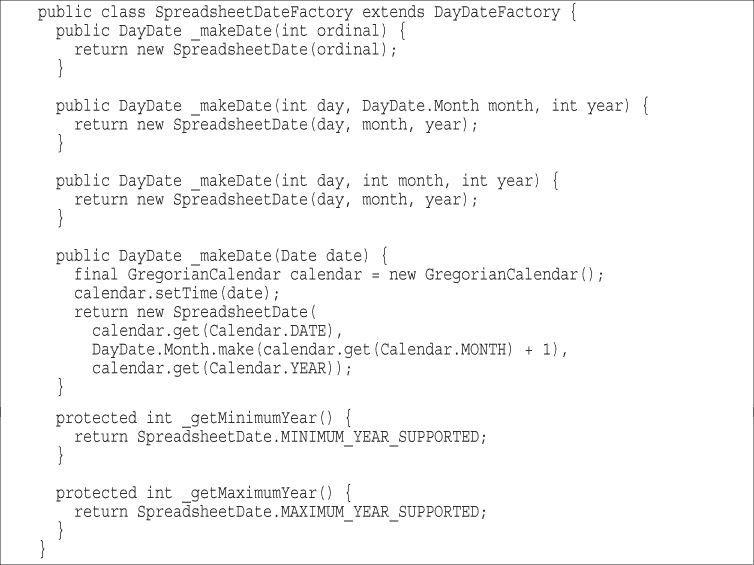 public class SpreadsheetDateFactory extends DayDateFactory {
  public DayDate _makeDate(int ordinal) {
    return new SpreadsheetDate(ordinal);
  }

  public DayDate _makeDate(int day, DayDate.Month month, int year) {
    return new SpreadsheetDate(day, month, year);
  }

  public DayDate _makeDate(int day, int month, int year) {
    return new SpreadsheetDate(day, month, year);
  }

  public DayDate _makeDate(Date date) {
    final GregorianCalendar calendar = new GregorianCalendar();
    calendar.setTime(date);
    return new SpreadsheetDate(
      calendar.get(Calendar.DATE),
      DayDate.Month.make(calendar.get(Calendar.MONTH) + 1),
      calendar.get(Calendar.YEAR));
  }

  protected int _getMinimumYear() {
    return SpreadsheetDate.MINIMUM_YEAR_SUPPORTED;
  }

  protected int _getMaximumYear() {
    return SpreadsheetDate.MAXIMUM_YEAR_SUPPORTED;
  }
}